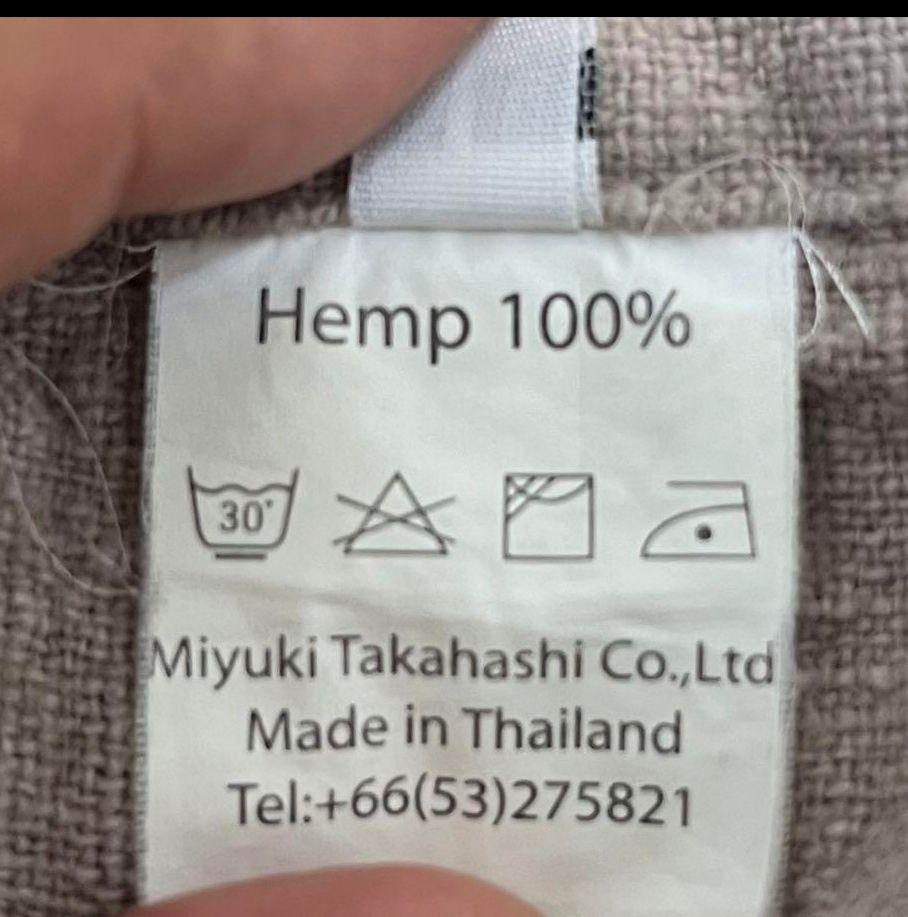 Hemp 100%
30°
Miyuki Takahashi Co.,Ltd
Made in Thailand
Tel:+66(53)275821